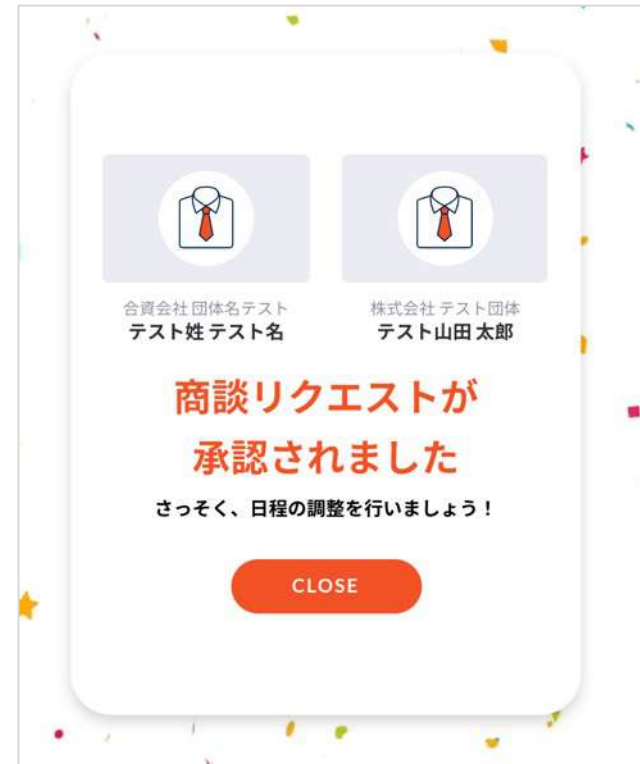 合資会社 団体名テスト
テスト姓 テスト名
株式会社 テスト団体
テスト山田 太郎
商談リクエストが
承認されました
さっそく、日程の調整を行いましょう！
CLOSE